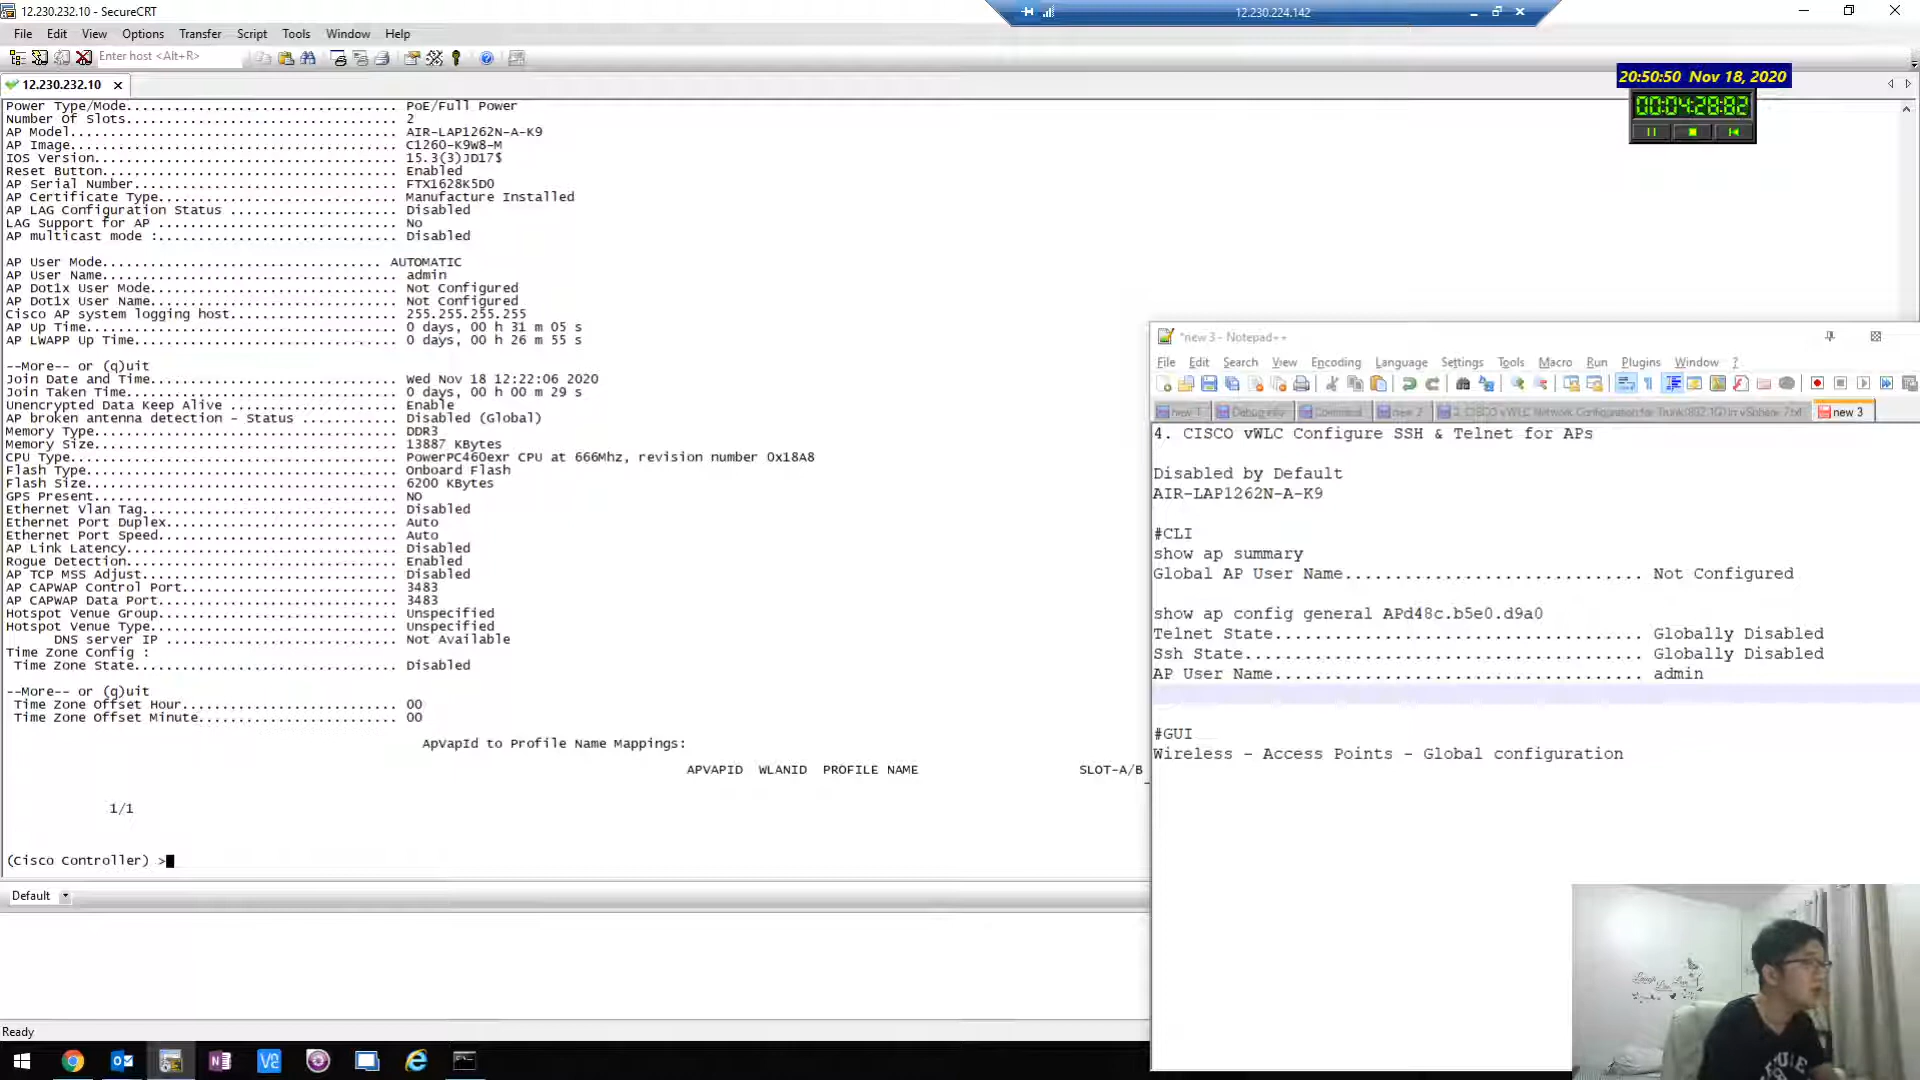 12.230.232.10 - SecureCRT
12.230.224.142
File Edit View Options Transfer Script Tools Window Help
Enter host <Alt+R>
12.230.232.10
20:50:50 Nov 18, 2020
00:04:28:82
Power Type/Mode.................................. PoE/Full Power
Number Of Slots.................................. 2
AP Model......................................... AIR-LAP1262N-A-K9
AP Image......................................... C1260-K9W8-M
IOS Version...................................... 15.3(3)JD17$
Reset Button..................................... Enabled
AP Serial Number................................. FTX1628K5D0
AP Certificate Type.............................. Manufacture Installed
AP LAG Configuration Status ..................... Disabled
LAG Support for AP .............................. No
AP multicast mode :.............................. Disabled
AP User Mode................................... AUTOMATIC
AP User Name..................................... admin
AP Dot1x User Mode............................... Not Configured
AP Dot1x User Name............................... Not Configured
Cisco AP system logging host..................... 255.255.255.255
AP Up Time....................................... 0 days, 00 h 31 m 05 s
AP LWAPP Up Time................................. 0 days, 00 h 26 m 55 s
--More-- or (q)uit
Join Date and Time............................... Wed Nov 18 12:22:06 2020
Join Taken Time.................................. 0 days, 00 h 00 m 29 s
Unencrypted Data Keep Alive ..................... Enable
AP broken antenna detection - Status ............ Disabled (Global)
Memory Type...................................... DDR3
Memory Size...................................... 13887 KBytes
CPU Type......................................... PowerPC460exr CPU at 666Mhz, revision number 0x18A8
Flash Type....................................... Onboard Flash
Flash Size....................................... 6200 KBytes
GPS Present...................................... NO
Ethernet Vlan Tag................................ Disabled
Ethernet Port Duplex............................. Auto
Ethernet Port Speed.............................. Auto
AP Link Latency.................................. Disabled
Rogue Detection.................................. Enabled
AP TCP MSS Adjust................................ Disabled
AP CAPWAP Control Port........................... 3483
AP CAPWAP Data Port.............................. 3483
Hotspot Venue Group.............................. Unspecified
Hotspot Venue Type............................... Unspecified
DNS server IP ............................. Not Available
Time Zone Config :
Time Zone State................................. Disabled
--More-- or (q)uit
Time Zone Offset Hour........................... 00
Time Zone Offset Minute......................... 00
ApVapId to Profile Name Mappings:
APVAPID WLANID PROFILE NAME SLOT-A/B
1/1
(Cisco Controller) >
Default
Ready
*new 3 - Notepad++
File Edit Search View Encoding Language Settings Tools Macro Run Plugins Window ?
new 1 Debug info Command new 2 new 3
4. CISCO vWLC Configure SSH & Telnet for APs
Disabled by Default
AIR-LAP1262N-A-K9
#CLI
show ap summary
Global AP User Name.............................. Not Configured
show ap config general APd48c.b5e0.d9a0
Telnet State..................................... Globally Disabled
Ssh State........................................ Globally Disabled
AP User Name..................................... admin
#GUI
Wireless - Access Points - Global configuration